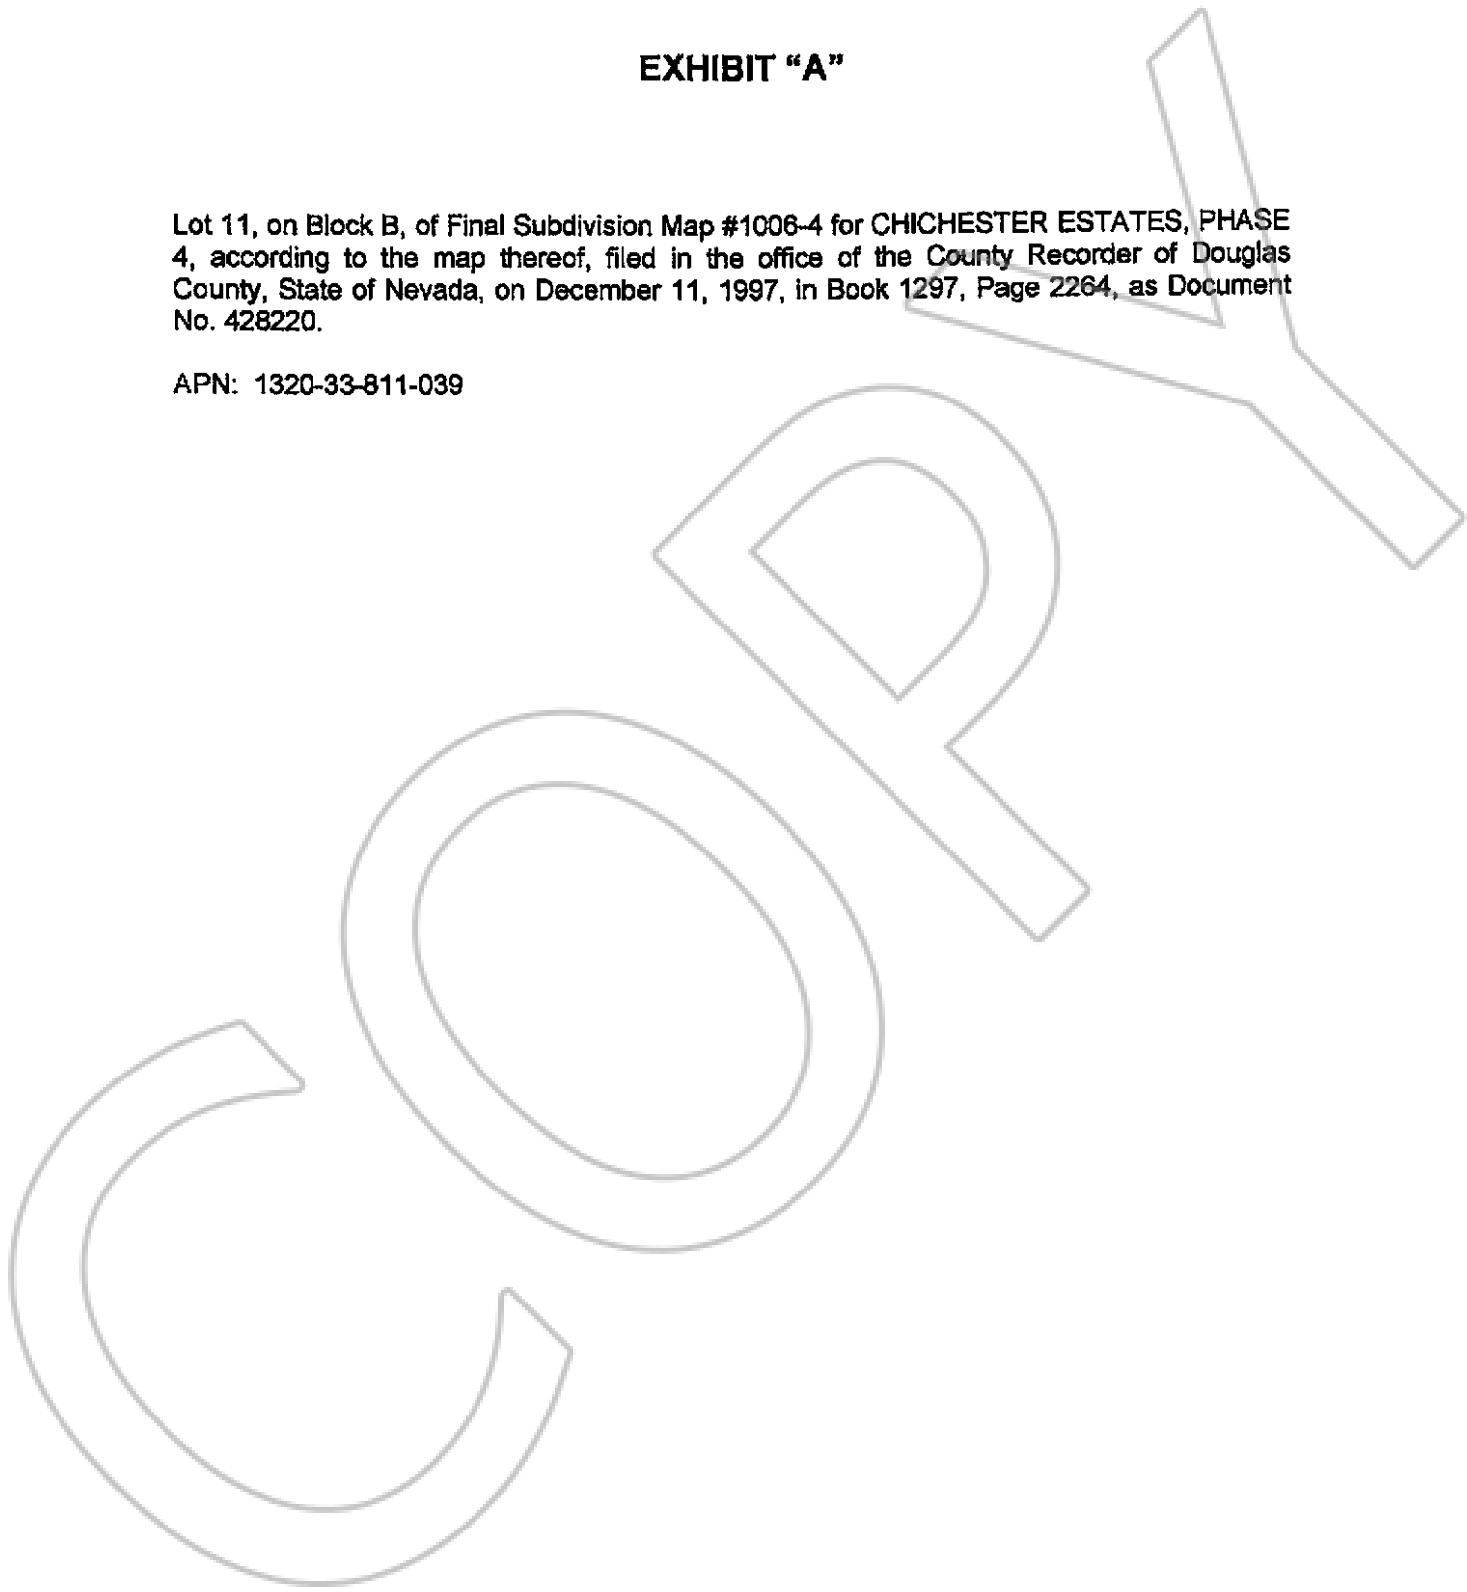 EXHIBIT “A”
Lot 11, on Block B, of Final Subdivision Map #1006-4 for CHICHESTER ESTATES, PHASE
4, according to the map thereof, filed in the office of the County Recorder of Douglas
County, State of Nevada, on December 11, 1997, in Book 1297, Page 2264, as Document
No. 428220.
APN: 1320-33-811-039
COPY